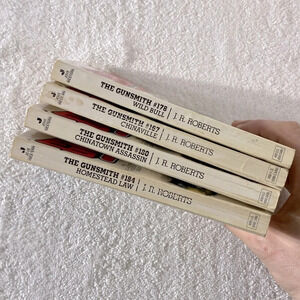 THE GUNSMITH #178
WILD BULL
J. R. ROBERTS
THE GUNSMITH #167
CHINAVILLE
J. R. ROBERTS
THE GUNSMITH #180
CHINATOWN ASSASSIN
J. R. ROBERTS
THE GUNSMITH #184
HOMESTEAD LAW
J. R. ROBERTS